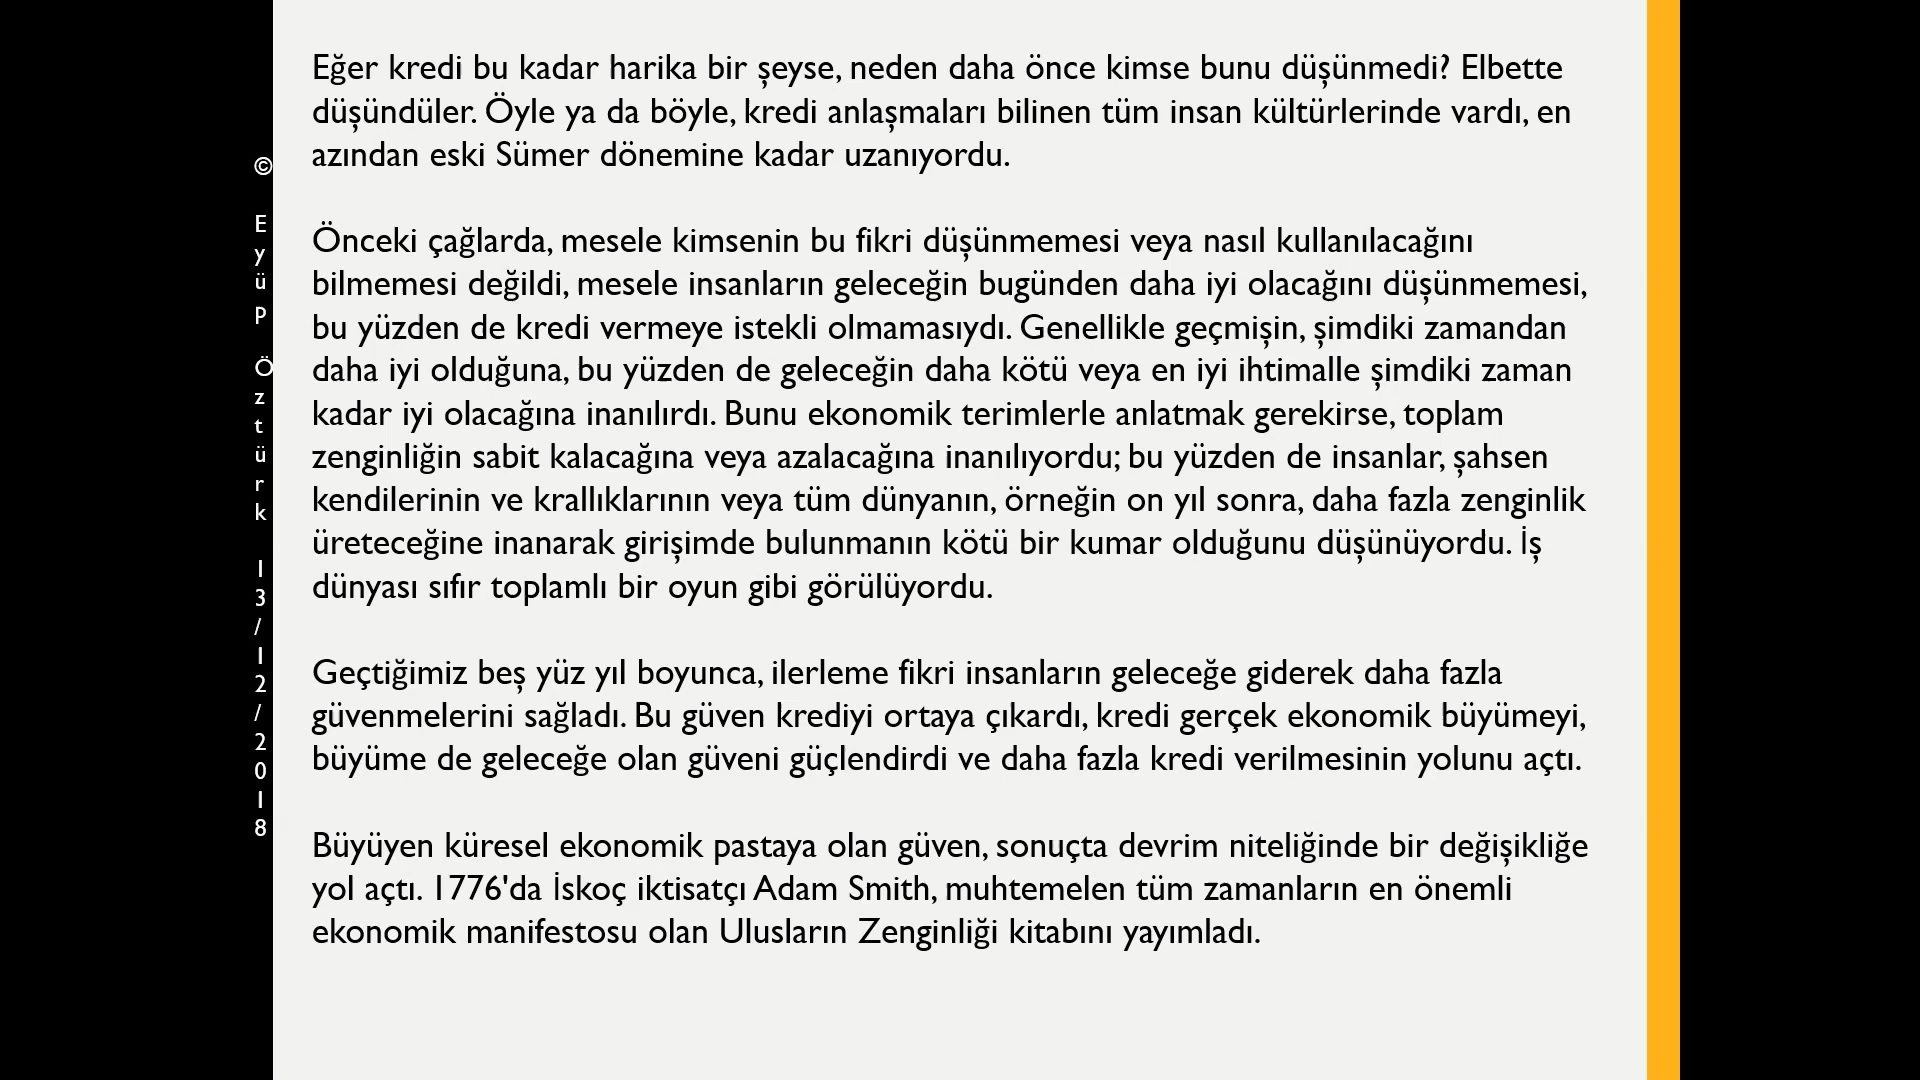 Eğer kredi bu kadar harika bir şeyse, neden daha önce kimse bunu düşünmedi? Elbette
düşündüler. Öyle ya da böyle, kredi anlaşmaları bilinen tüm insan kültürlerinde vardı, en
azından eski Sümer dönemine kadar uzanıyordu.
Önceki çağlarda, mesele kimsenin bu fikri düşünmemesi veya nasıl kullanılacağını
bilmemesi değildi, mesele insanların geleceğin bugünden daha iyi olacağını düşünmemesi,
bu yüzden de kredi vermeye istekli olmamasıydı. Genellikle geçmişin, şimdiki zamandan
daha iyi olduğuna, bu yüzden de geleceğin daha kötü veya en iyi ihtimalle şimdiki zaman
kadar iyi olacağına inanılırdı. Bunu ekonomik terimlerle anlatmak gerekirse, toplam
zenginliğin sabit kalacağına veya azalacağına inanılıyordu; bu yüzden de insanlar, şahsen
kendilerinin ve krallıklarının veya tüm dünyanın, örneğin on yıl sonra, daha fazla zenginlik
üreteceğine inanarak girişimde bulunmanın kötü bir kumar olduğunu düşünüyordu. İş
dünyası sıfır toplamlı bir oyun gibi görülüyordu.
Geçtiğimiz beş yüz yıl boyunca, ilerleme fikri insanların geleceğe giderek daha fazla
güvenmelerini sağladı. Bu güven krediyi ortaya çıkardı, kredi gerçek ekonomik büyümeyi,
büyüme de geleceğe olan güveni güçlendirdi ve daha fazla kredi verilmesinin yolunu açtı.
Büyüyen küresel ekonomik pastaya olan güven, sonuçta devrim niteliğinde bir değişikliğe
yol açtı. 1776'da İskoç iktisatçı Adam Smith, muhtemelen tüm zamanların en önemli
ekonomik manifestosu olan Ulusların Zenginliği kitabını yayımladı.
© Eyüp Öztürk 13/12/2018